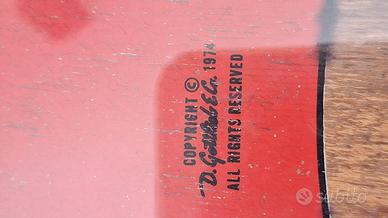 COPYRIGHT © 1974
"D. Gottlieb & Co.
ALL RIGHTS RESERVED
subito